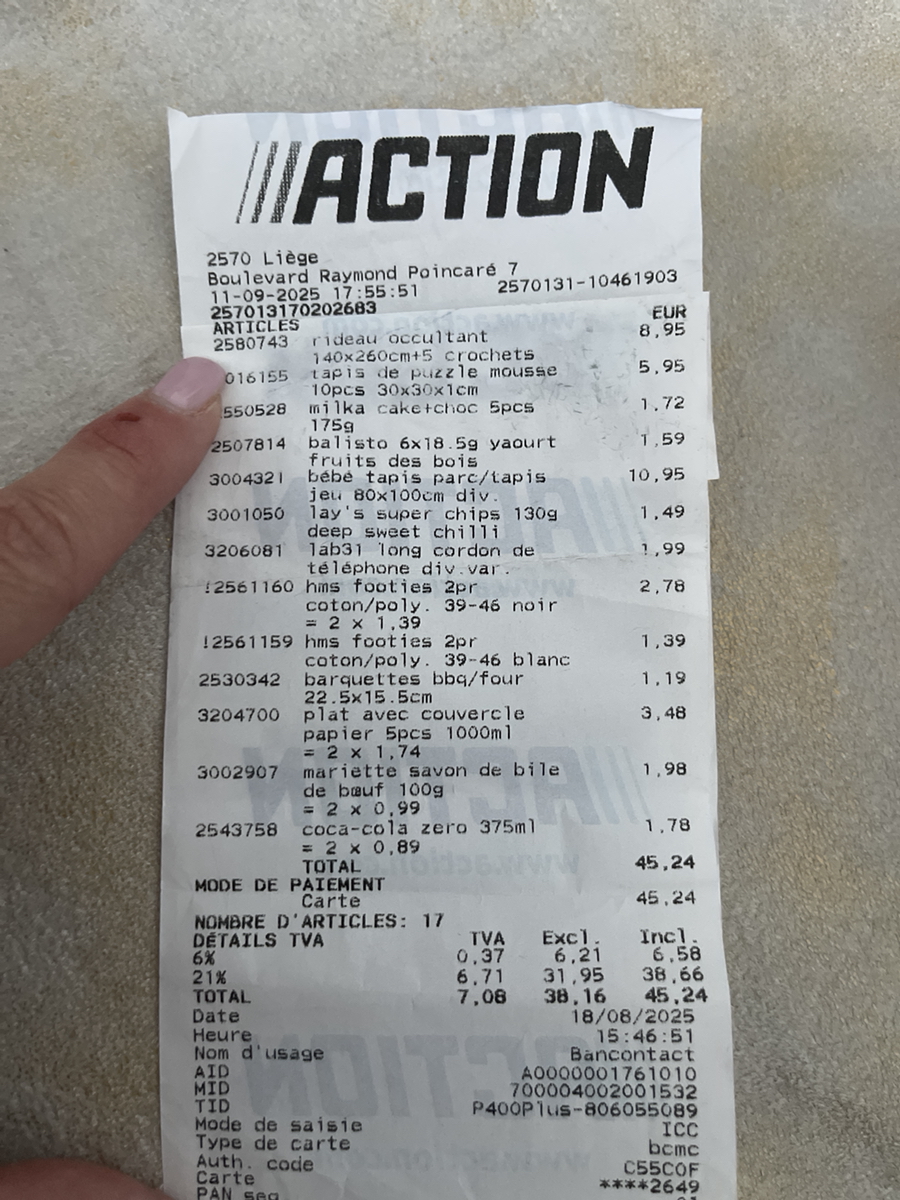 ACTION
2570 Liège
Boulevard Raymond Poincaré 7
11-09-2025 17:55:51 2570131-10461903
257013170202683
ARTICLES EUR
2580743 rideau occultant 8,95
140x260cm+5 crochets
016155 tapis de puzzle mousse 5,95
10pcs 30x30x1cm
550528 milka cake+choc 5pcs 1,72
175g
2507814 balisto 6x18.5g yaourt 1,59
fruits des bois
3004321 bébé tapis parc/tapis 10,95
jeu 80x100cm div.
3001050 lay's super chips 130g 1,49
deep sweet chilli
3206081 lab31 long cordon de 1,99
téléphone div.var.
!2561160 hms footies 2pr 2,78
coton/poly. 39-46 noir
= 2 x 1,39
!2561159 hms footies 2pr 1,39
coton/poly. 39-46 blanc
2530342 barquettes bbq/four 1,19
22.5x15.5cm
3204700 plat avec couvercle 3,48
papier 5pcs 1000ml
= 2 x 1,74
3002907 mariette savon de bile 1,98
de bœuf 100g
= 2 x 0,99
2543758 coca-cola zero 375ml 1,78
= 2 x 0,89
TOTAL 45,24
MODE DE PAIEMENT
Carte 45,24
NOMBRE D'ARTICLES: 17
DÉTAILS TVA TVA Excl. Incl.
6% 0,37 6,21 6,58
21% 6,71 31,95 38,66
TOTAL 7,08 38,16 45,24
Date 18/08/2025
Heure 15:46:51
Nom d'usage Bancontact
AID A0000001761010
MID 700004002001532
TID P400Plus-806055089
Mode de saisie ICC
Type de carte bcmc
Auth. code C55C0F
Carte ****2649
PAN seq